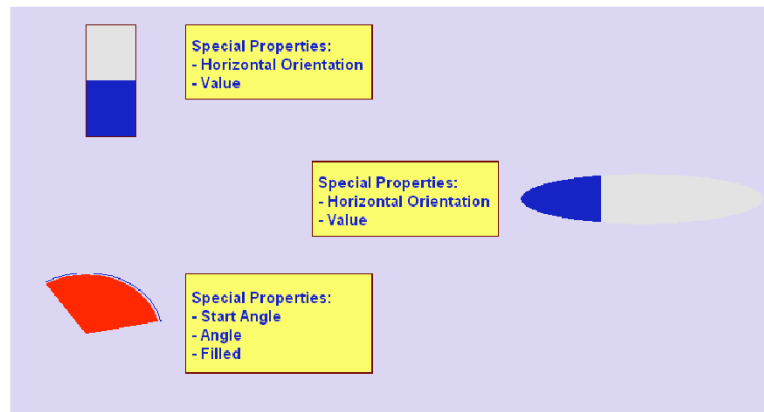 Special Properties:
- Horizontal Orientation
- Value
Special Properties:
- Horizontal Orientation
- Value
Special Properties:
- Start Angle
- Angle
- Filled